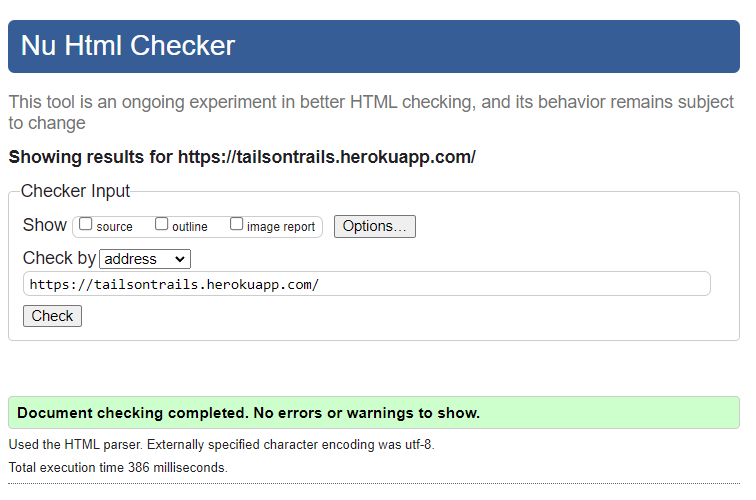 Nu Html Checker
This tool is an ongoing experiment in better HTML checking, and its behavior remains subject
to change
Showing results for https://tailsontrails.herokuapp.com/
Checker Input
Show source outline image report Options...
Check by address
https://tailsontrails.herokuapp.com/
Check
Document checking completed. No errors or warnings to show.
Used the HTML parser. Externally specified character encoding was utf-8.
Total execution time 386 milliseconds.